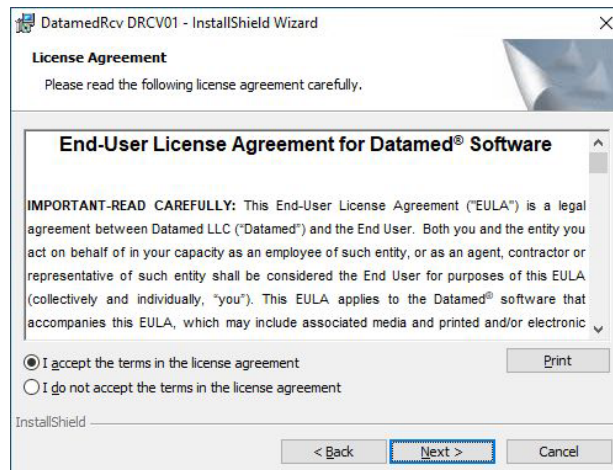 DatamedRcv DRCV01 - InstallShield Wizard
License Agreement
Please read the following license agreement carefully.
End-User License Agreement for Datamed® Software
IMPORTANT-READ CAREFULLY: This End-User License Agreement ("EULA") is a legal
agreement between Datamed LLC (“Datamed”) and the End User. Both you and the entity you
act on behalf of in your capacity as an employee of such entity, or as an agent, contractor or
representative of such entity shall be considered the End User for purposes of this EULA
(collectively and individually, “you”). This EULA applies to the Datamed® software that
accompanies this EULA, which may include associated media and printed and/or electronic
I accept the terms in the license agreement
Print
I do not accept the terms in the license agreement
InstallShield
< Back
Next >
Cancel